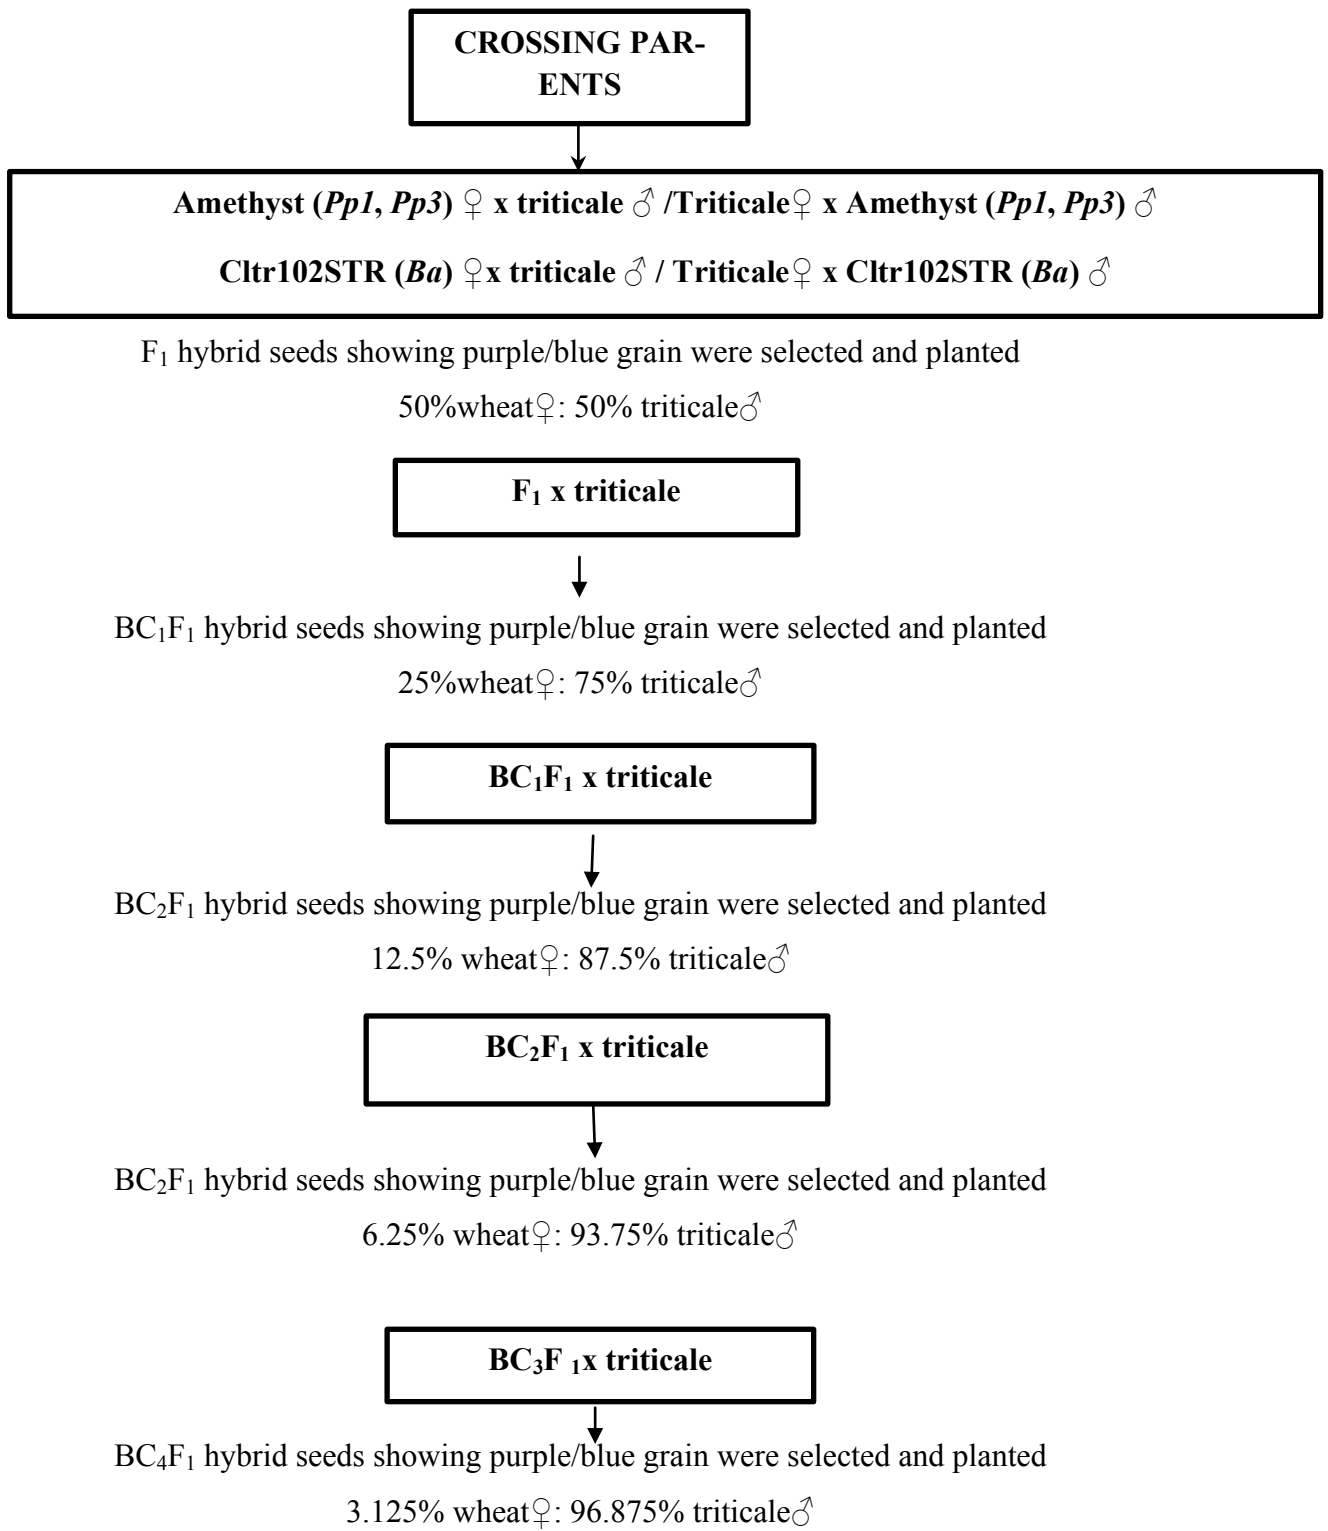 CROSSING PAR-
ENTS
Amethyst (Pp1, Pp3) ♀ x triticale ♂ /Triticale♀ x Amethyst (Pp1, Pp3) ♂
Cltr102STR (Ba) ♀x triticale ♂ / Triticale♀ x Cltr102STR (Ba) ♂
F₁ hybrid seeds showing purple/blue grain were selected and planted
50%wheat♀: 50% triticale♂
F₁ x triticale
BC₁F₁ hybrid seeds showing purple/blue grain were selected and planted
25%wheat♀: 75% triticale♂
BC₁F₁ x triticale
BC₂F₁ hybrid seeds showing purple/blue grain were selected and planted
12.5% wheat♀: 87.5% triticale♂
BC₂F₁ x triticale
BC₂F₁ hybrid seeds showing purple/blue grain were selected and planted
6.25% wheat♀: 93.75% triticale♂
BC₃F ₁x triticale
BC₄F₁ hybrid seeds showing purple/blue grain were selected and planted
3.125% wheat♀: 96.875% triticale♂